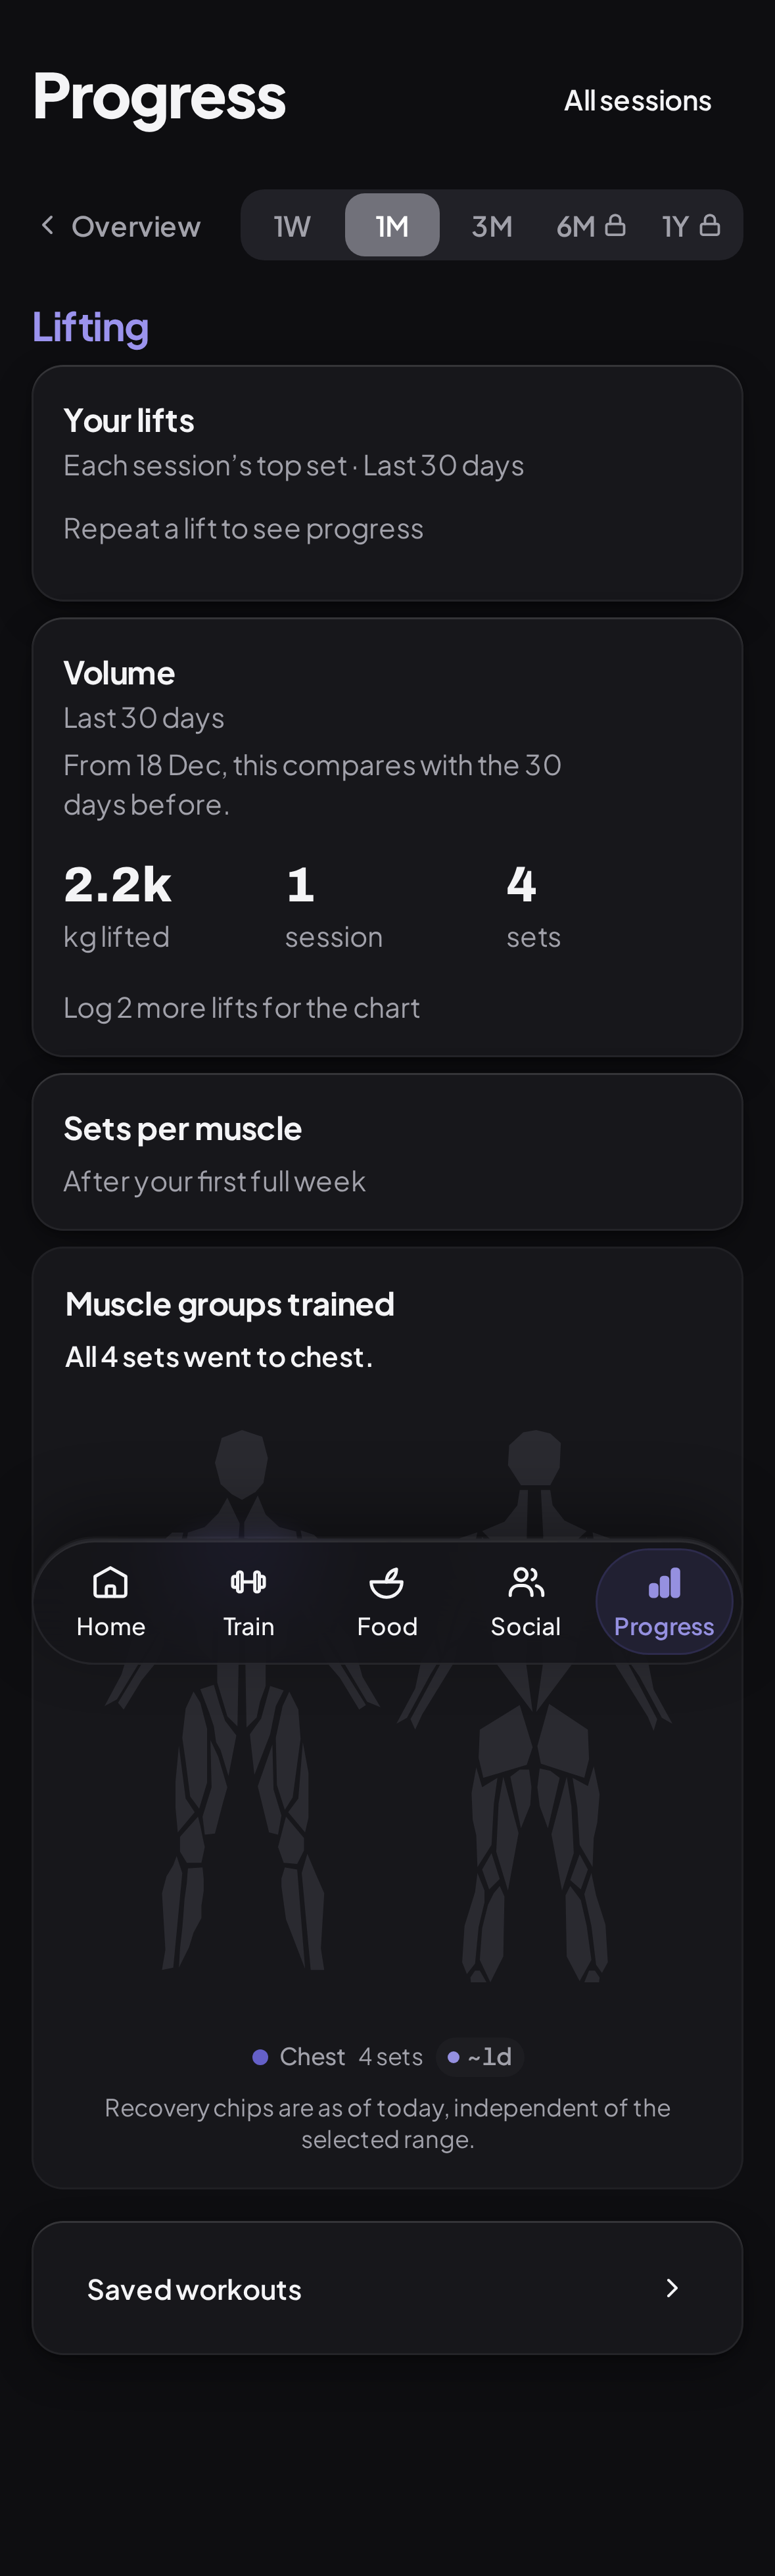 Progress
All sessions
Overview
1W
1M
3M
6M
1Y
Lifting
Your lifts
Each session’s top set · Last 30 days
Repeat a lift to see progress
Volume
Last 30 days
From 18 Dec, this compares with the 30
days before.
2.2k
1
4
kg lifted
session
sets
Log 2 more lifts for the chart
Sets per muscle
After your first full week
Muscle groups trained
All 4 sets went to chest.
Home
Train
Food
Social
Progress
Chest 4 sets ~1d
Recovery chips are as of today, independent of the
selected range.
Saved workouts